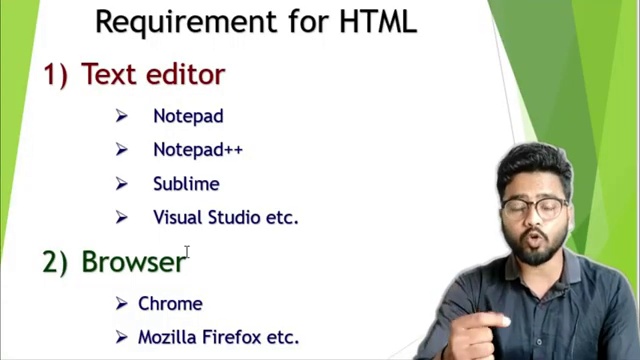 Requirement for HTML
1) Text editor
➢ Notepad
➢ Notepad++
➢ Sublime
➢ Visual Studio etc.
2) Browser
➢ Chrome
➢ Mozilla Firefox etc.